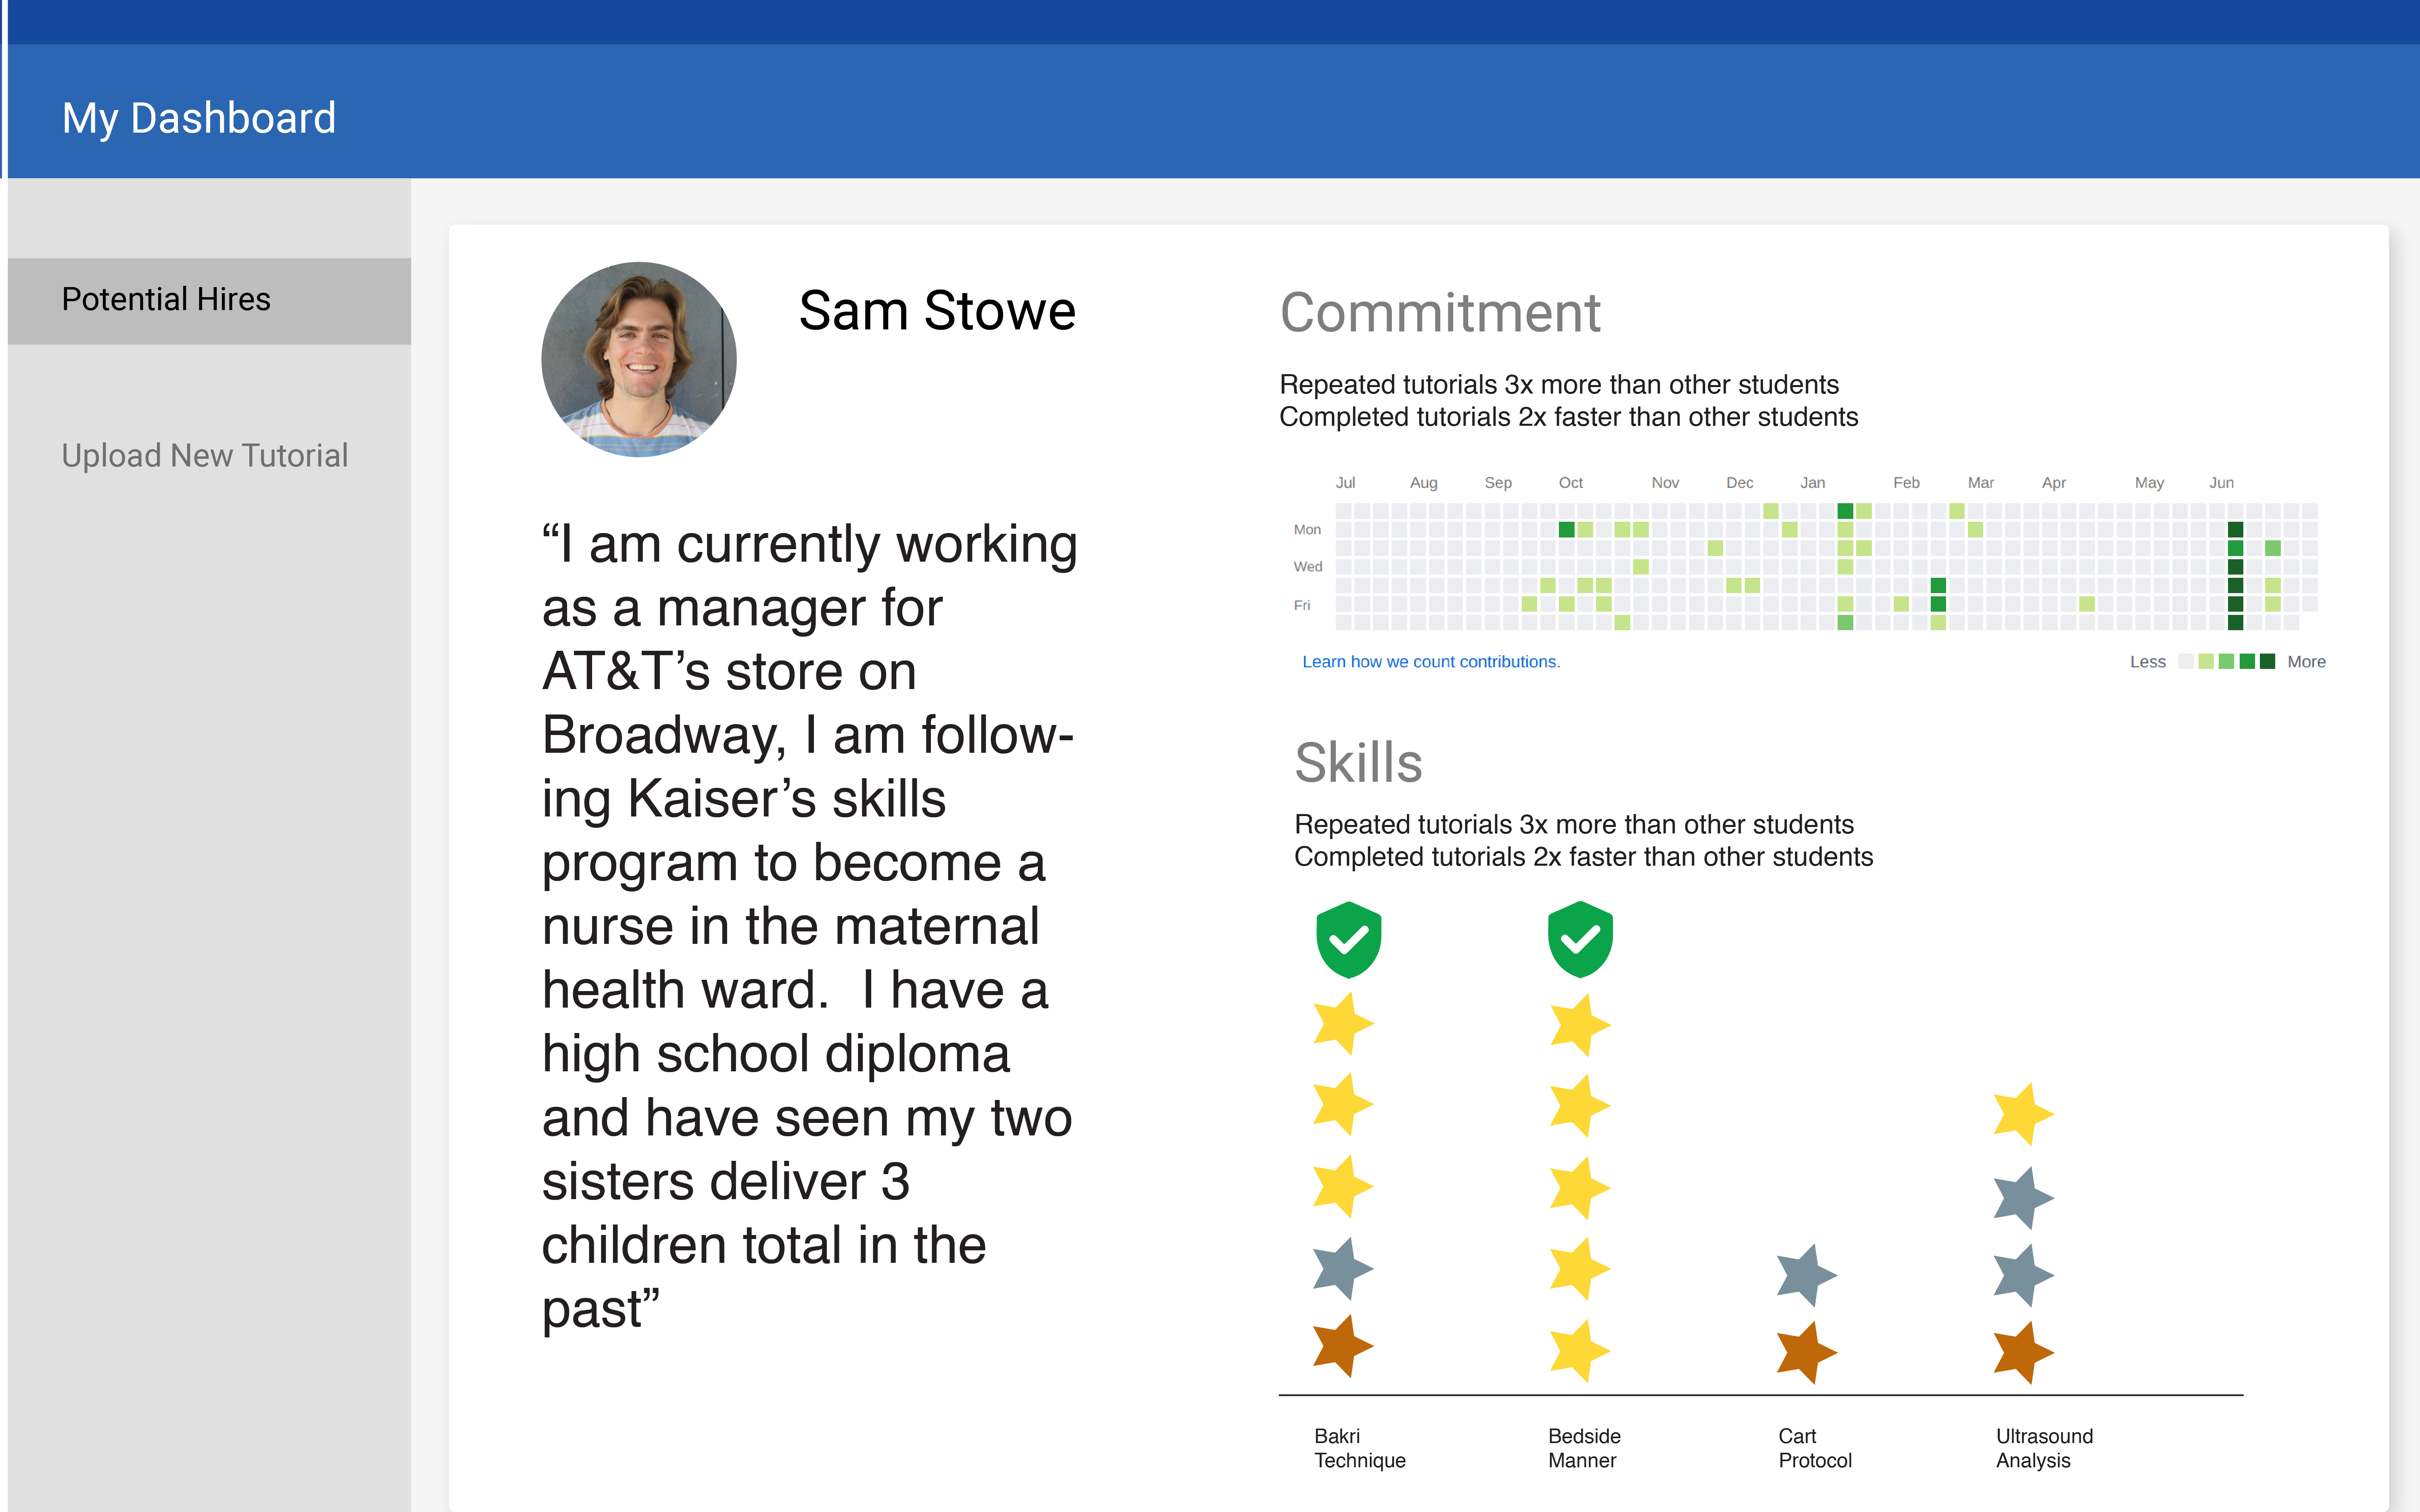 My Dashboard
Potential Hires
Upload New Tutorial
Sam Stowe
“I am currently working
as a manager for
AT&T’s store on
Broadway, I am follow-
ing Kaiser’s skills
program to become a
nurse in the maternal
health ward.  I have a
high school diploma
and have seen my two
sisters deliver 3
children total in the
past”
Commitment
Repeated tutorials 3x more than other students
Completed tutorials 2x faster than other students
Jul Aug Sep Oct Nov Dec Jan Feb Mar Apr May Jun
Mon
Wed
Fri
Learn how we count contributions. Less More
Skills
Repeated tutorials 3x more than other students
Completed tutorials 2x faster than other students
Bakri Bedside Cart Ultrasound
Technique Manner Protocol Analysis